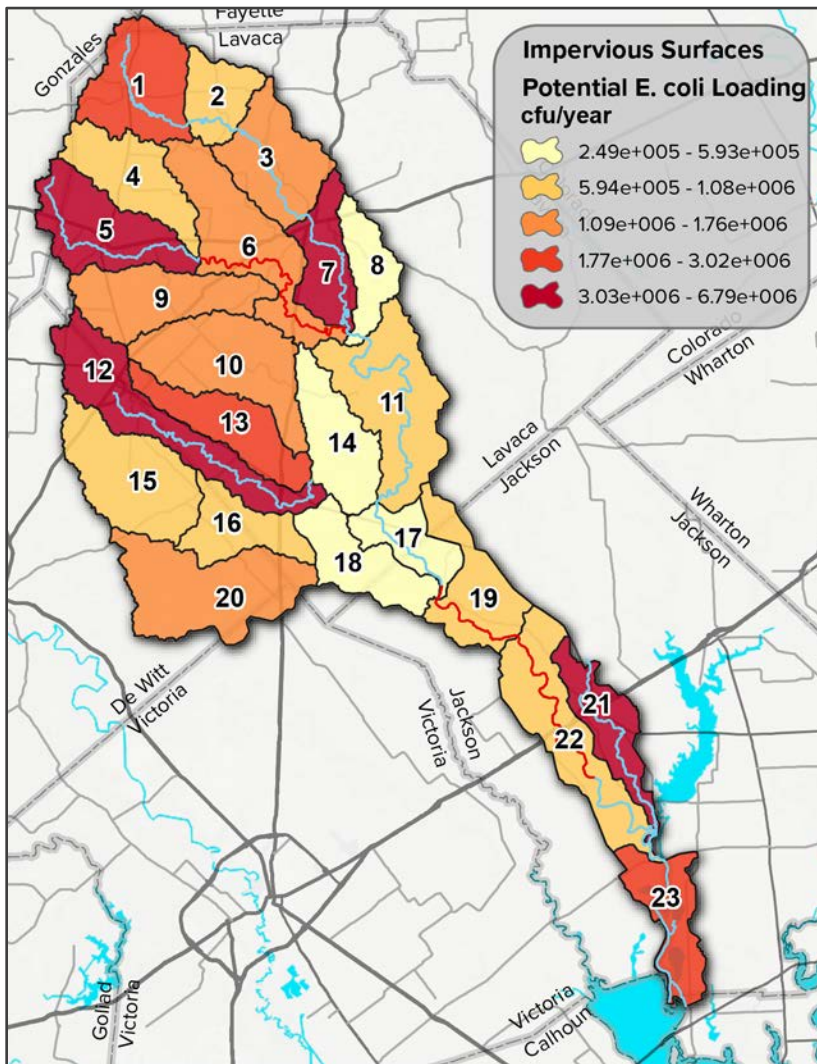 Fayette
Lavaca
Gonzales
Impervious Surfaces
Potential E. coli Loading
cfu/year
2.49e+005 - 5.93e+005
5.94e+005 - 1.08e+006
1.09e+006 - 1.76e+006
1.77e+006 - 3.02e+006
3.03e+006 - 6.79e+006
1
2
3
4
5
6
7
8
9
10
11
12
13
14
15
16
17
18
19
20
21
22
23
Colorado
Wharton
Lavaca
Jackson
Wharton
Jackson
De Witt
Victoria
Jackson
Victoria
Goliad
Victoria
Victoria
Calhoun